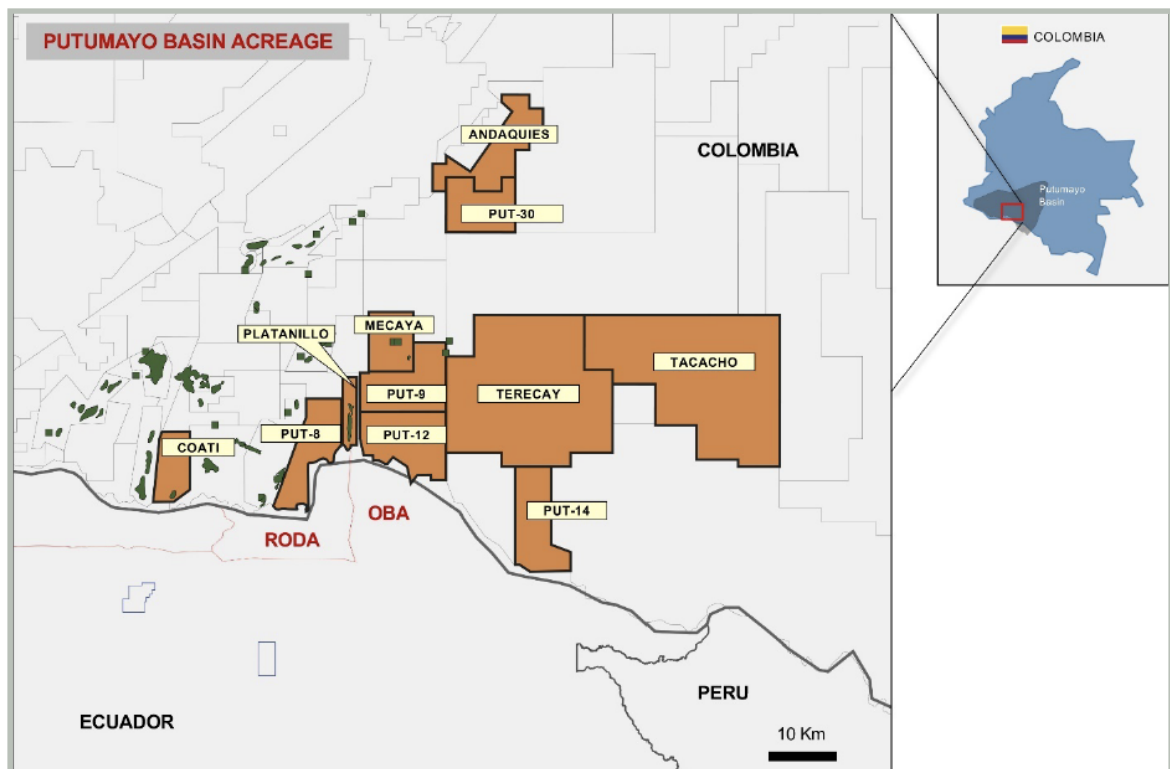 PUTUMAYO BASIN ACREAGE
COLOMBIA
ANDAQUIES
COLOMBIA
Putumayo
Basin
PUT-30
MECAYA
PLATANILLO
TACACHO
PUT-9
TERECAY
PUT-8
PUT-12
COATI
OBA
PUT-14
RODA
PERU
ECUADOR
10 Km